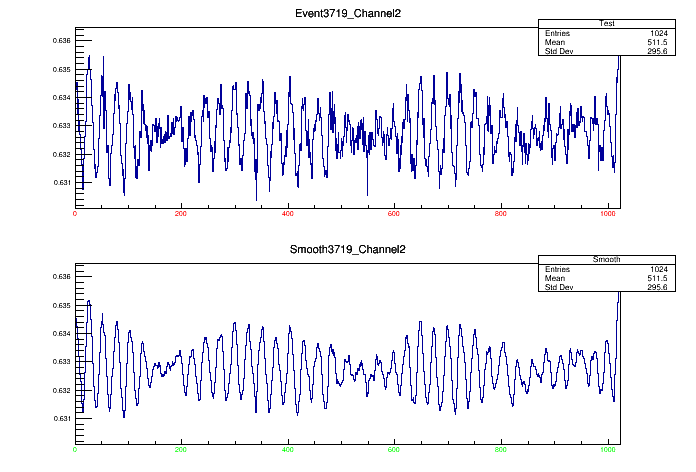 Event3719_Channel2
Test
Entries 1024
Mean 511.5
Std Dev 295.6
0.636
0.635
0.634
0.633
0.632
0.631
0 200 400 600 800 1000
Smooth3719_Channel2
Smooth
Entries 1024
Mean 511.5
Std Dev 295.6
0.636
0.635
0.634
0.633
0.632
0.631
0 200 400 600 800 1000